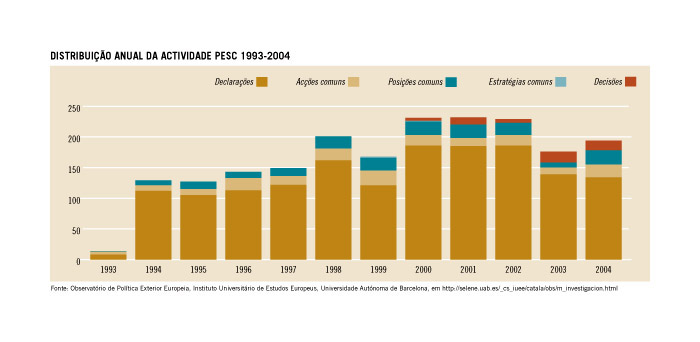 DISTRIBUIÇÃO ANUAL DA ACTIVIDADE PESC 1993-2004
Declarações Acções comuns Posições comuns Estratégias comuns Decisões
250
200
150
100
50
0
1993 1994 1995 1996 1997 1998 1999 2000 2001 2002 2003 2004
Fonte: Observatório de Política Exterior Europeia, Instituto Universitário de Estudos Europeus, Universidade Autónoma de Barcelona, em http://selene.uab.es/_cs_iuee/catala/obs/m_investigacion.html